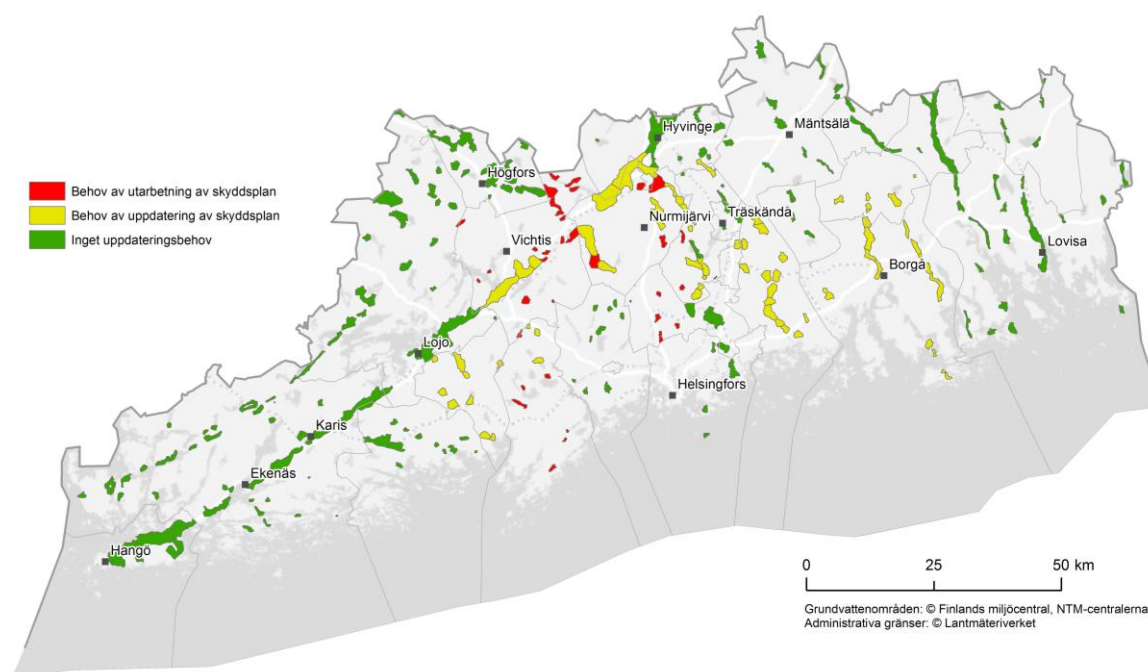 Hyvinge
Mäntsälä
Högfors
Behov av utarbetning av skyddsplan
Behov av uppdatering av skyddsplan
Inget uppdateringsbehov
Nurmijärvi
Träskända
Vichtis
Lovisa
Borgå
Lojo
Helsingfors
Karis
Ekenäs
Hangö
0 25 50 km
Grundvattenområden: © Finlands miljöcentral, NTM-centralerna
Administrativa gränser: © Lantmäteriverket